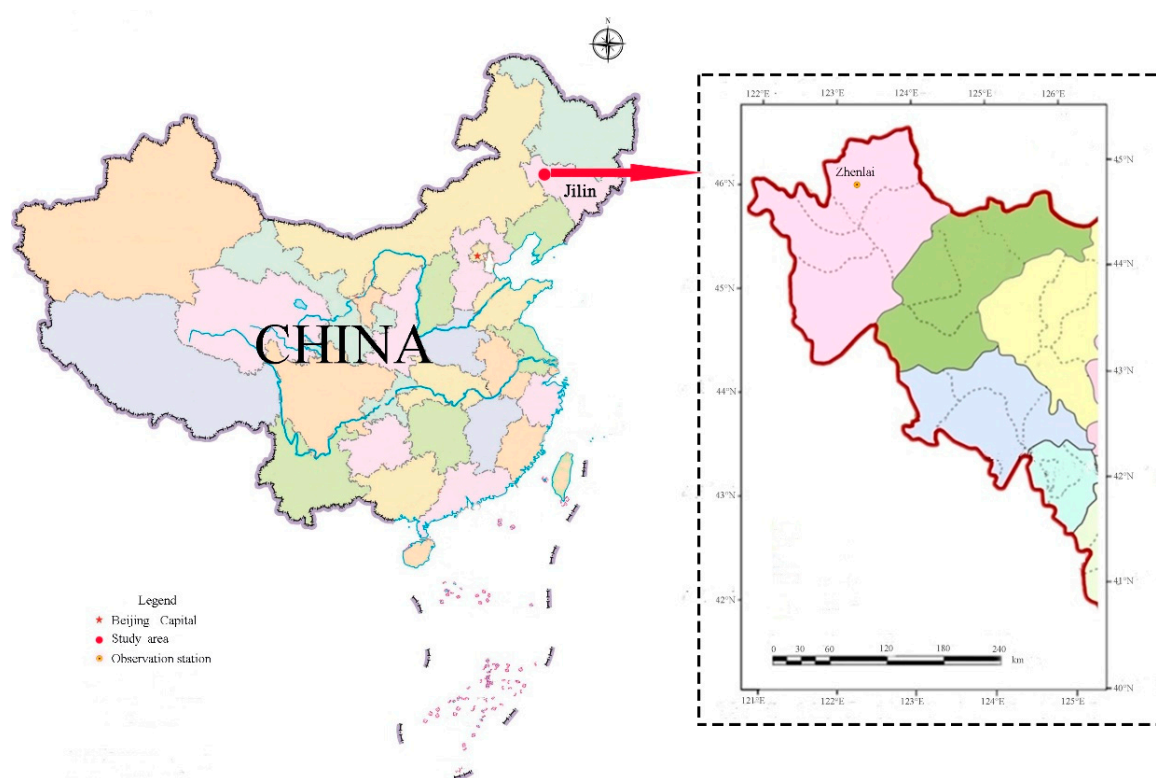 N
Jilin
CHINA
Legend
Beijing Capital
Study area
Observation station
122°E 123°E 124°E 125°E 126°E
Zhenlai
46°N
45°N
44°N
43°N
42°N
45°N
44°N
43°N
42°N
41°N
40°N
0 30 60 120 180 240
km
121°E 122°E 123°E 124°E 125°E